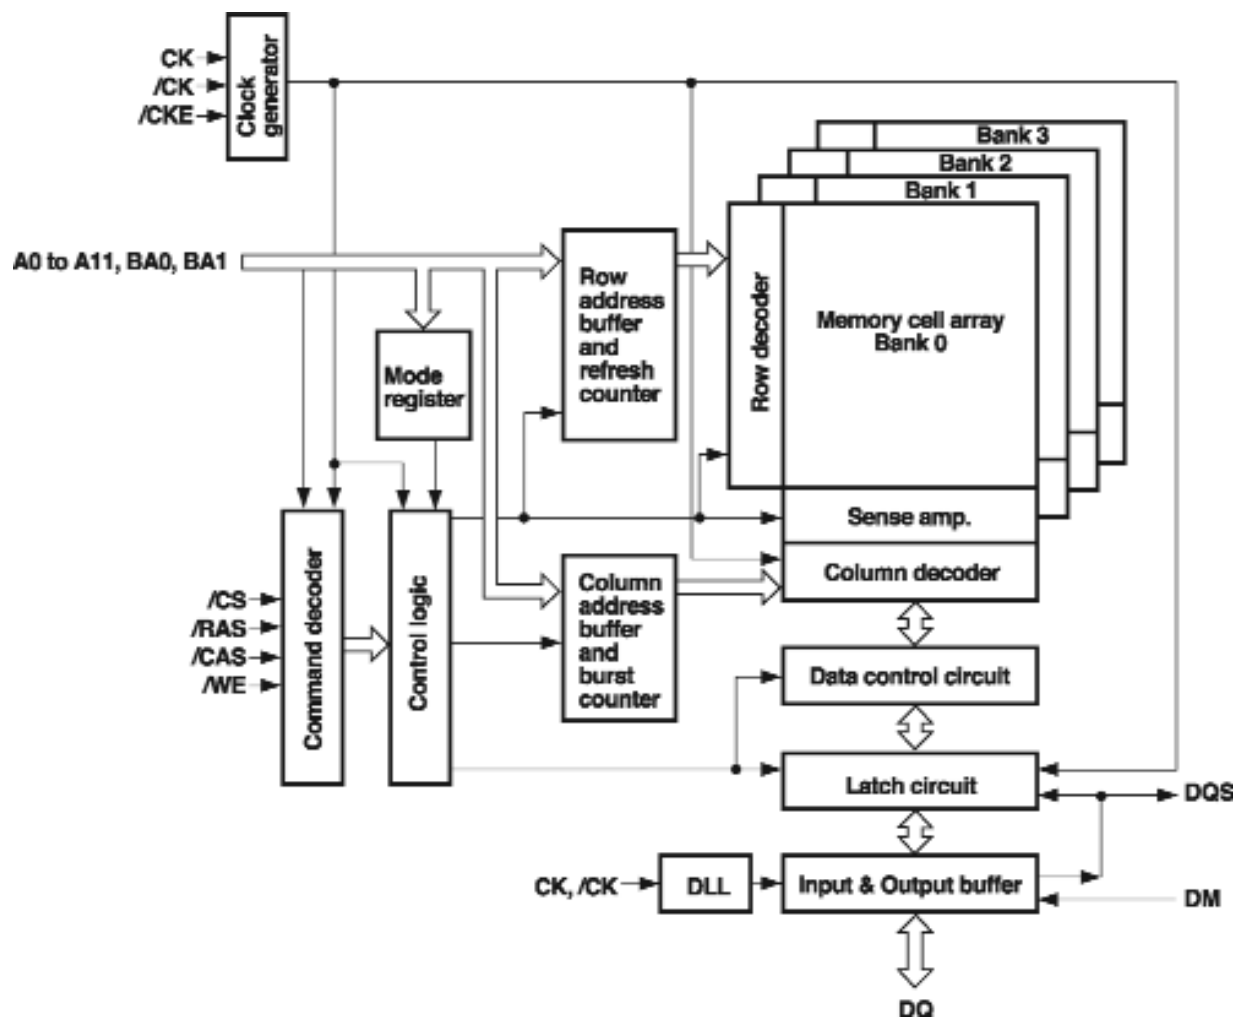 CK
/CK
/CKE
Clock
generator
Bank 3
Bank 2
Bank 1
A0 to A11, BA0, BA1
Row
address
buffer
and
refresh
counter
Row decoder
Memory cell array
Bank 0
Mode
register
Sense amp.
Column decoder
/CS
/RAS
/CAS
/WE
Command decoder
Control logic
Column
address
buffer
and
burst
counter
Data control circuit
Latch circuit
DQS
CK, /CK
DLL
Input & Output buffer
DM
DQ